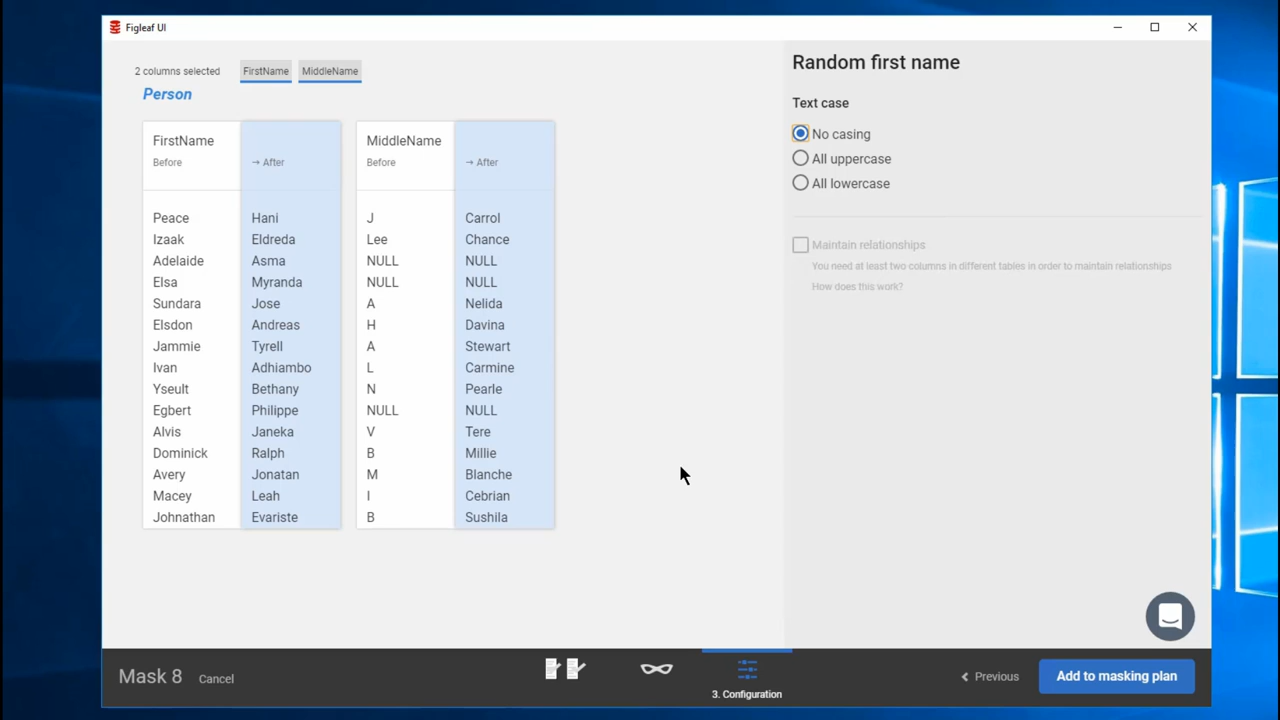 Figleaf UI
2 columns selected FirstName MiddleName
Person
FirstName MiddleName
Before → After Before → After
Peace Hani J Carrol
Izaak Eldreda Lee Chance
Adelaide Asma NULL NULL
Elsa Myranda NULL NULL
Sundara Jose A Nelida
Elsdon Andreas H Davina
Jammie Tyrell A Stewart
Ivan Adhiambo L Carmine
Yseult Bethany N Pearle
Egbert Philippe NULL NULL
Alvis Janeka V Tere
Dominick Ralph B Millie
Avery Jonatan M Blanche
Macey Leah I Cebrian
Johnathan Evariste B Sushila
Random first name
Text case
No casing
All uppercase
All lowercase
Maintain relationships
You need at least two columns in different tables in order to maintain relationships
How does this work?
Mask 8 Cancel
3. Configuration
Previous
Add to masking plan